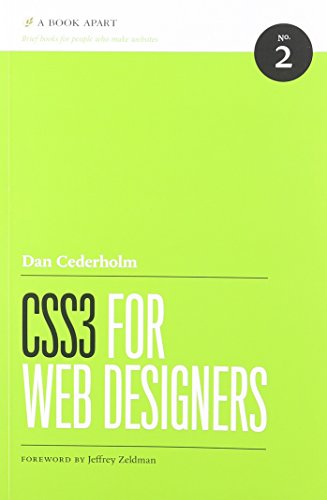 A BOOK APART
Brief books for people who make websites
No.
2
Dan Cederholm
CSS3 FOR
WEB DESIGNERS
FOREWORD BY Jeffrey Zeldman